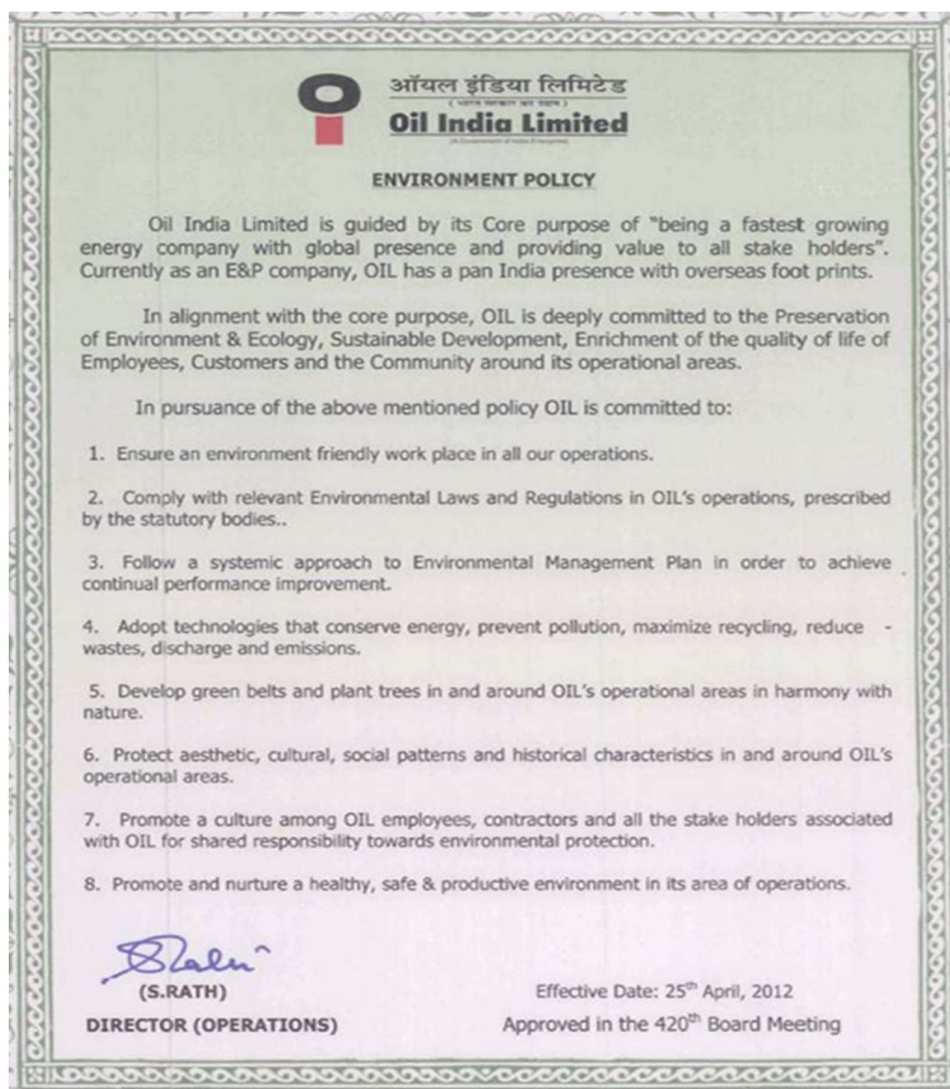 ऑयल इंडिया लिमिटेड
( भारत सरकार का उद्यम )
Oil India Limited
(A Government of India Enterprise)
ENVIRONMENT POLICY
Oil India Limited is guided by its Core purpose of “being a fastest growing
energy company with global presence and providing value to all stake holders”.
Currently as an E&P company, OIL has a pan India presence with overseas foot prints.
In alignment with the core purpose, OIL is deeply committed to the Preservation
of Environment & Ecology, Sustainable Development, Enrichment of the quality of life of
Employees, Customers and the Community around its operational areas.
In pursuance of the above mentioned policy OIL is committed to:
1. Ensure an environment friendly work place in all our operations.
2. Comply with relevant Environmental Laws and Regulations in OIL’s operations, prescribed
by the statutory bodies..
3. Follow a systemic approach to Environmental Management Plan in order to achieve
continual performance improvement.
4. Adopt technologies that conserve energy, prevent pollution, maximize recycling, reduce -
wastes, discharge and emissions.
5. Develop green belts and plant trees in and around OIL’s operational areas in harmony with
nature.
6. Protect aesthetic, cultural, social patterns and historical characteristics in and around OIL’s
operational areas.
7. Promote a culture among OIL employees, contractors and all the stake holders associated
with OIL for shared responsibility towards environmental protection.
8. Promote and nurture a healthy, safe & productive environment in its area of operations.
(S.RATH)
DIRECTOR (OPERATIONS)
Effective Date: 25th April, 2012
Approved in the 420th Board Meeting